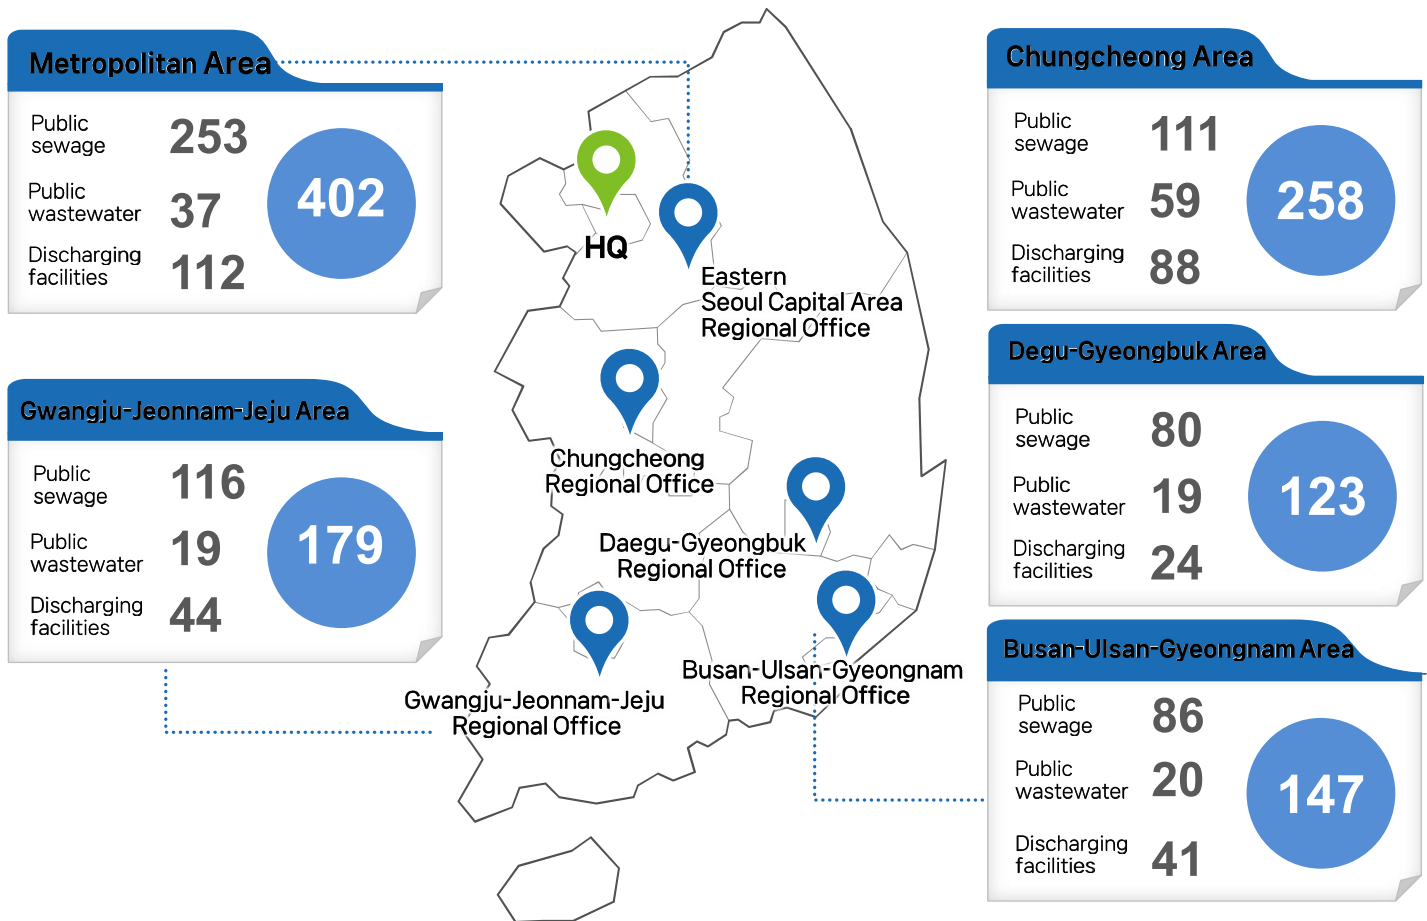 Metropolitan Area
Public
sewage
253
Public
wastewater
37
Discharging
facilities
112
402
Gwangju-Jeonnam-Jeju Area
Public
sewage
116
Public
wastewater
19
Discharging
facilities
44
179
HQ
Eastern
Seoul Capital Area
Regional Office
Chungcheong
Regional Office
Daegu-Gyeongbuk
Regional Office
Busan-Ulsan-Gyeongnam
Regional Office
Gwangju-Jeonnam-Jeju
Regional Office
Chungcheong Area
Public
sewage
111
Public
wastewater
59
Discharging
facilities
88
258
Degu-Gyeongbuk Area
Public
sewage
80
Public
wastewater
19
Discharging
facilities
24
123
Busan-Ulsan-Gyeongnam Area
Public
sewage
86
Public
wastewater
20
Discharging
facilities
41
147